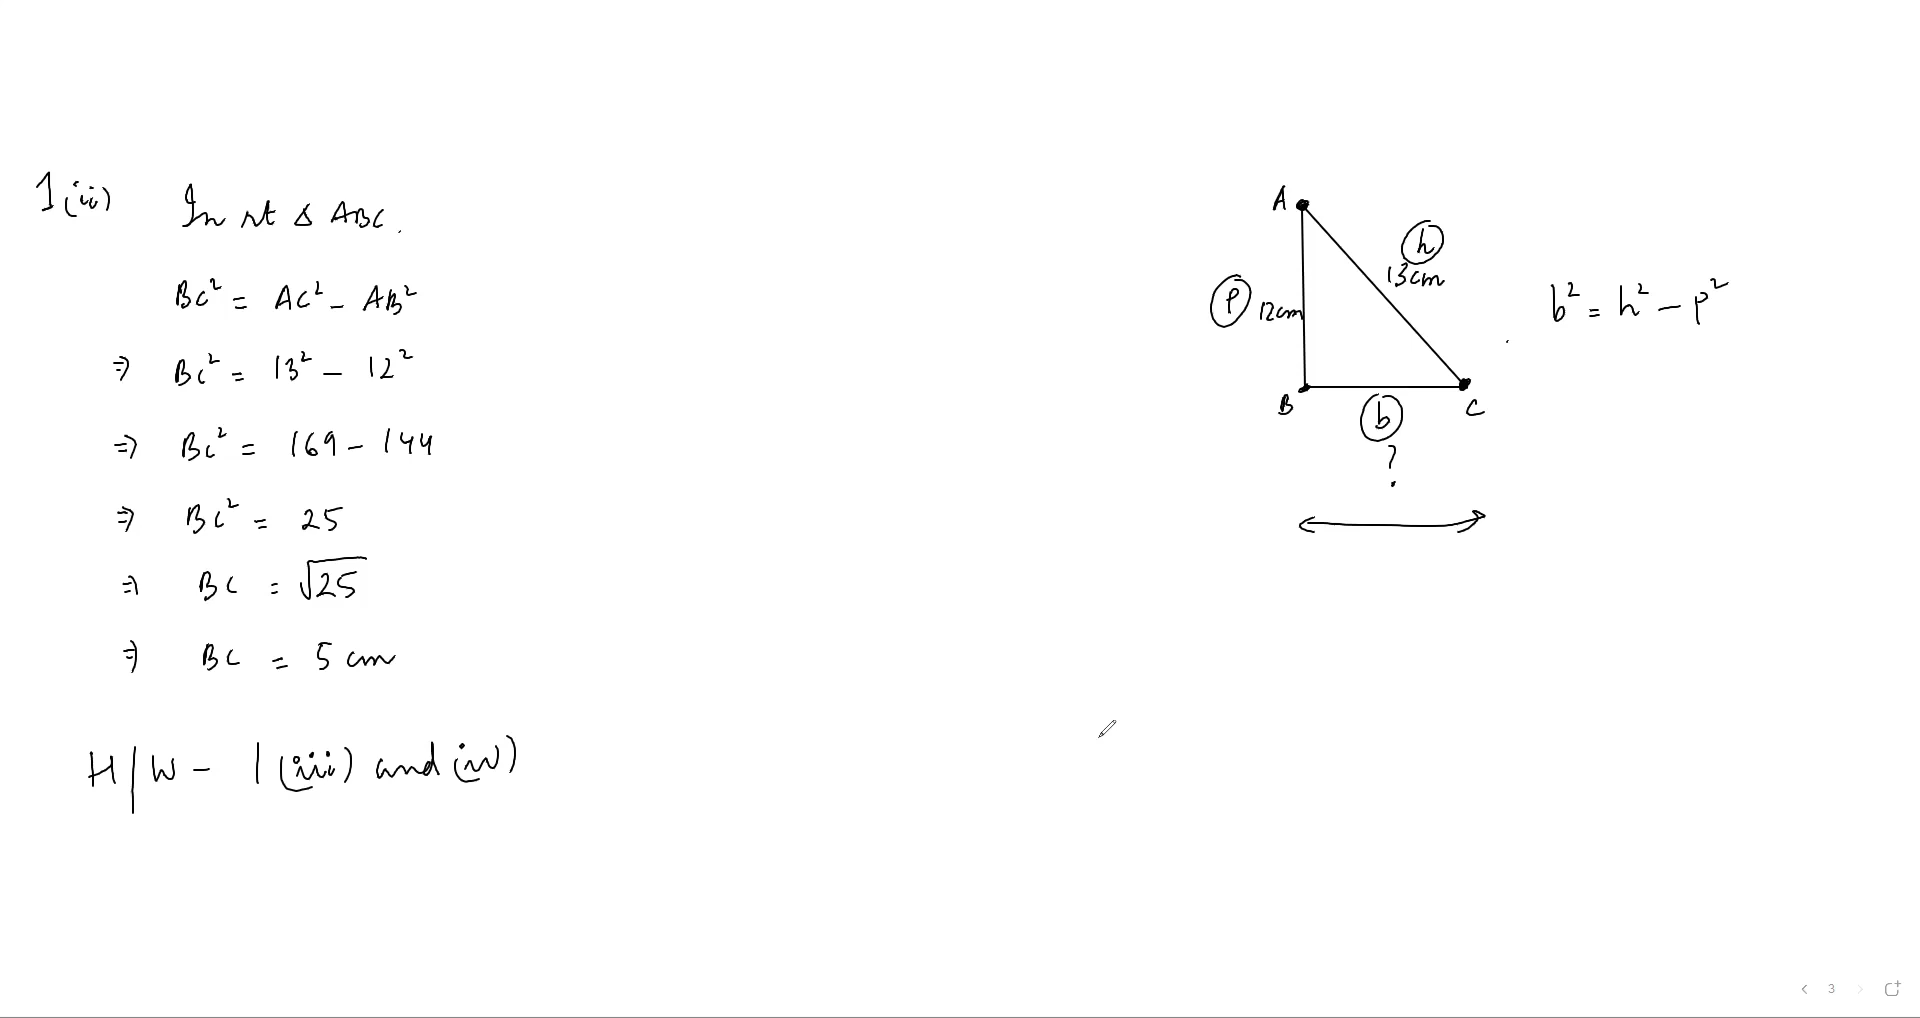 1(ii) In rt Δ ABC.
BC² = AC² - AB²
⇒ BC² = 13² - 12²
⇒ BC² = 169 - 144
⇒ BC² = 25
⇒ BC = √25
⇒ BC = 5 cm
H/W - 1(iii) and (iv)
A
h
13cm
p 12cm
b² = h² - p²
B C
b
?
3